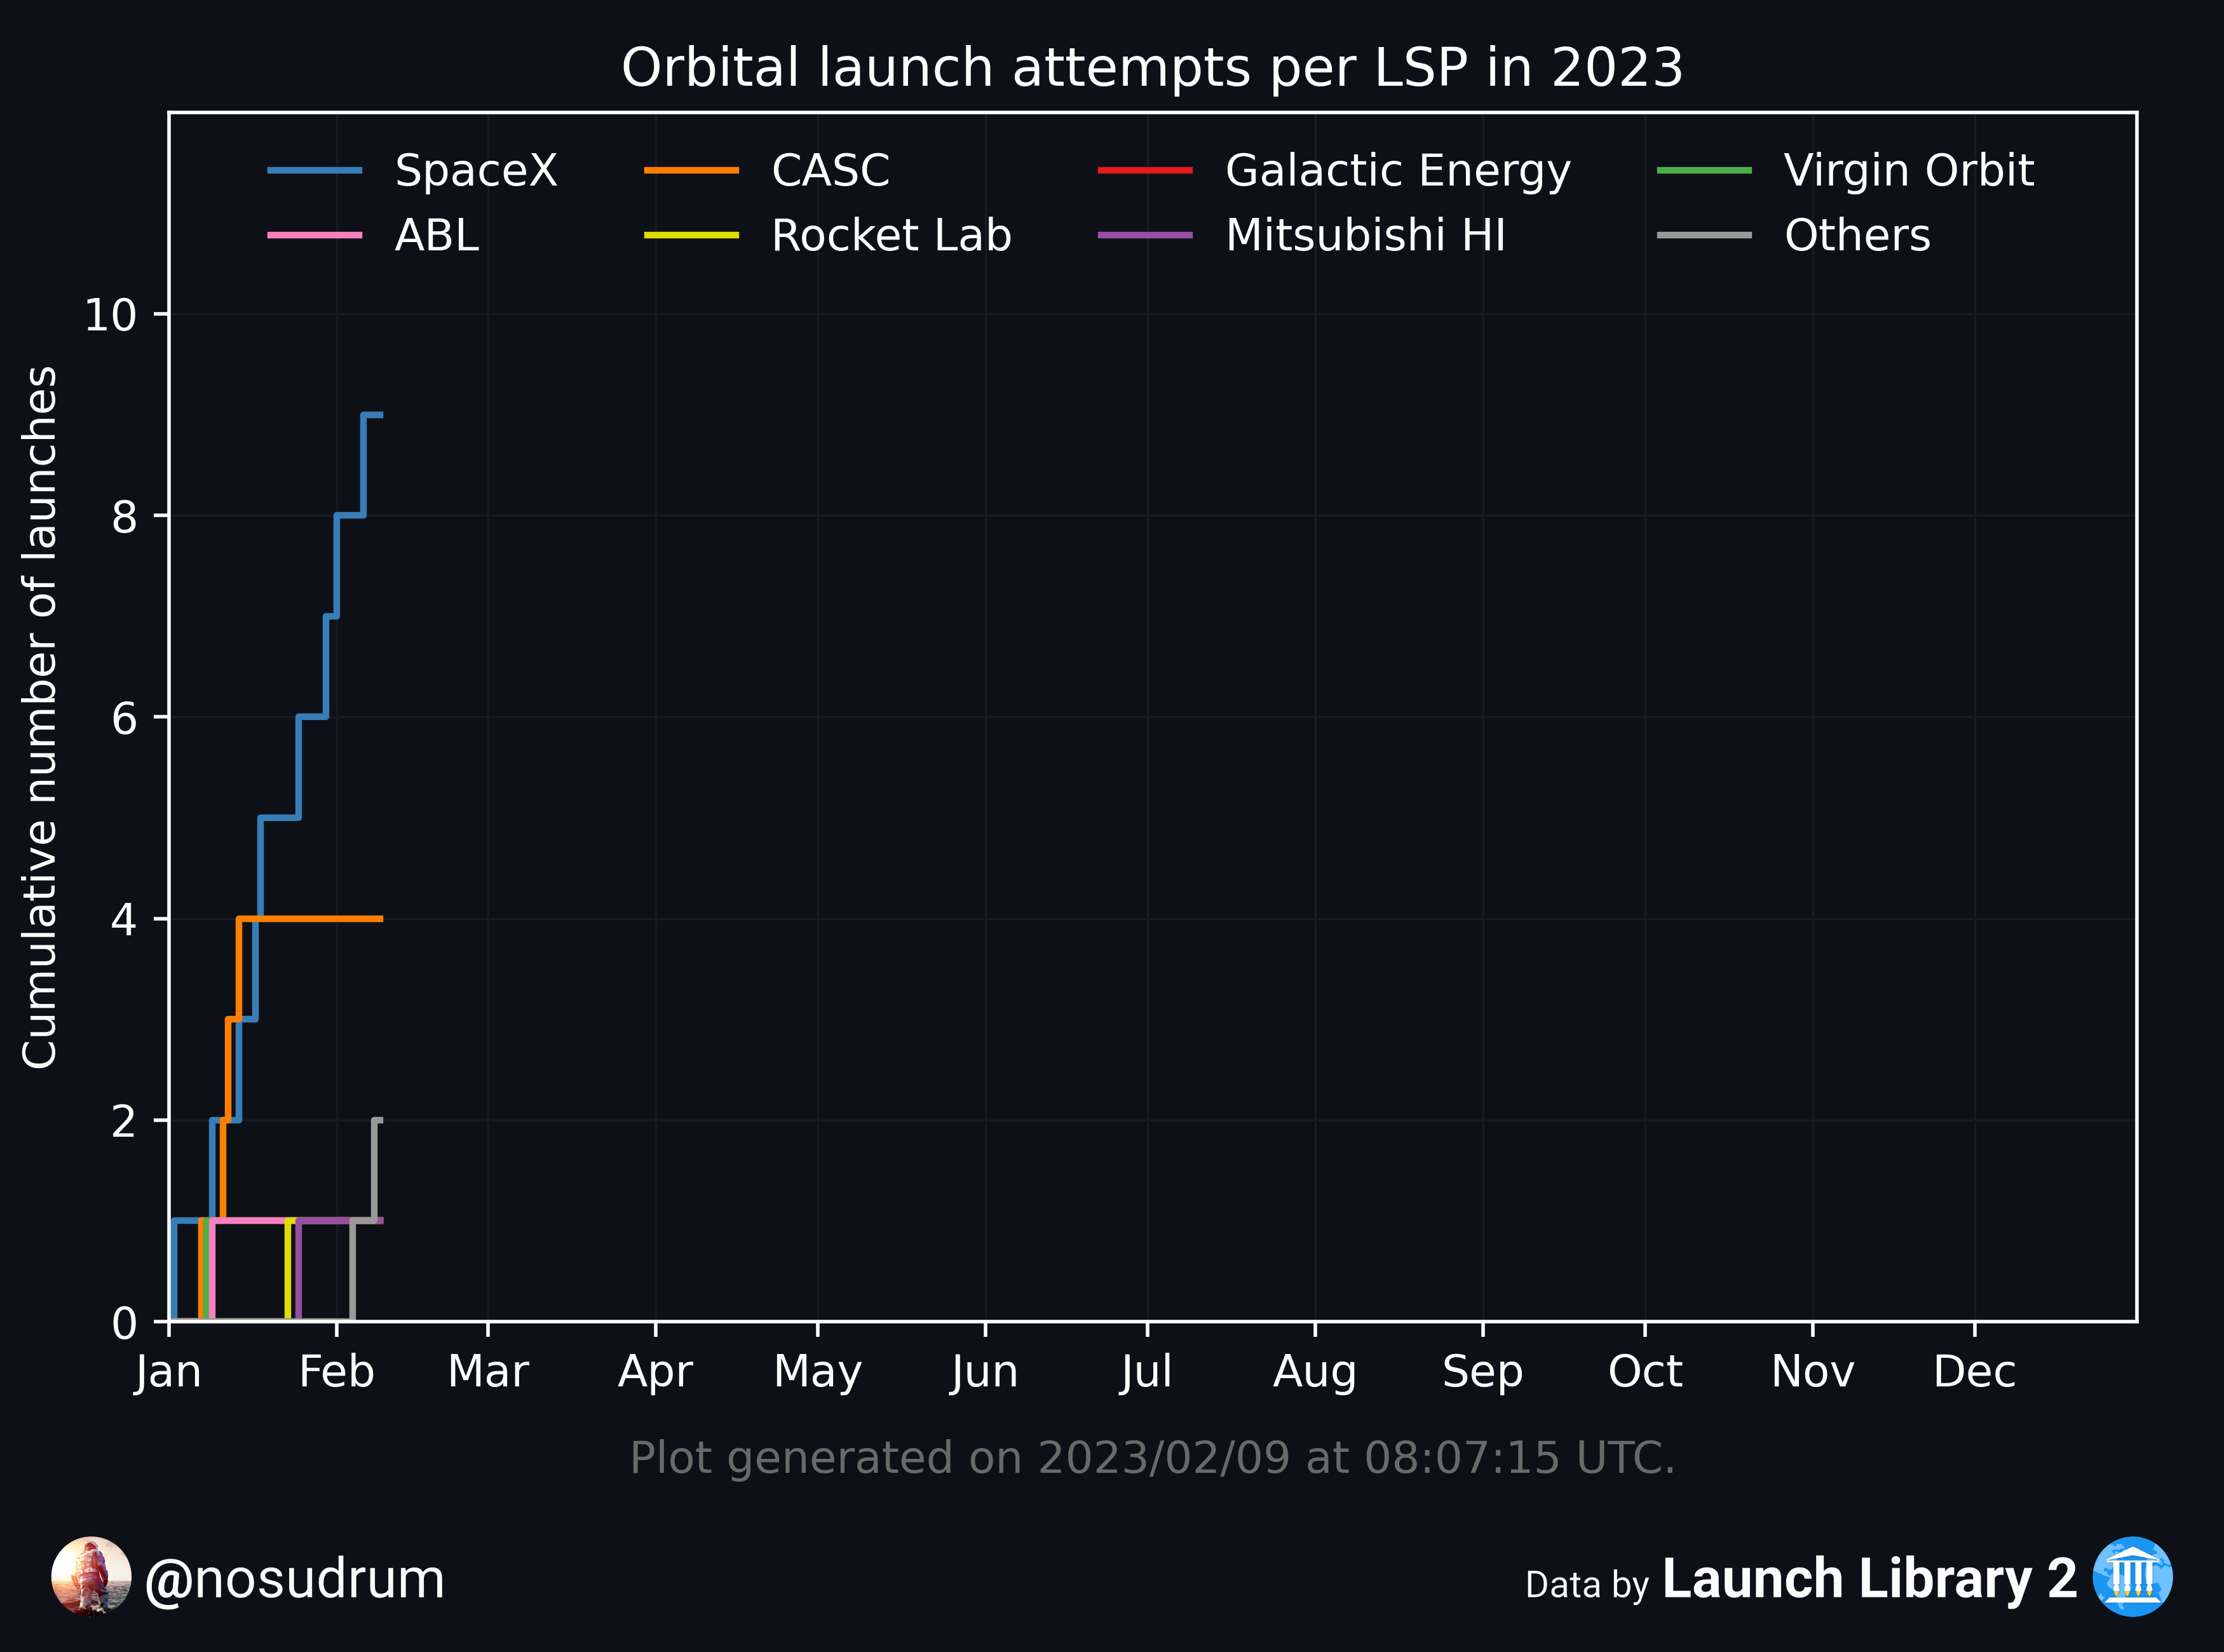 Orbital launch attempts per LSP in 2023
SpaceX CASC Galactic Energy Virgin Orbit
ABL Rocket Lab Mitsubishi HI Others
Cumulative number of launches
10
8
6
4
2
0
Jan Feb Mar Apr May Jun Jul Aug Sep Oct Nov Dec
Plot generated on 2023/02/09 at 08:07:15 UTC.
@nosudrum
Data by Launch Library 2